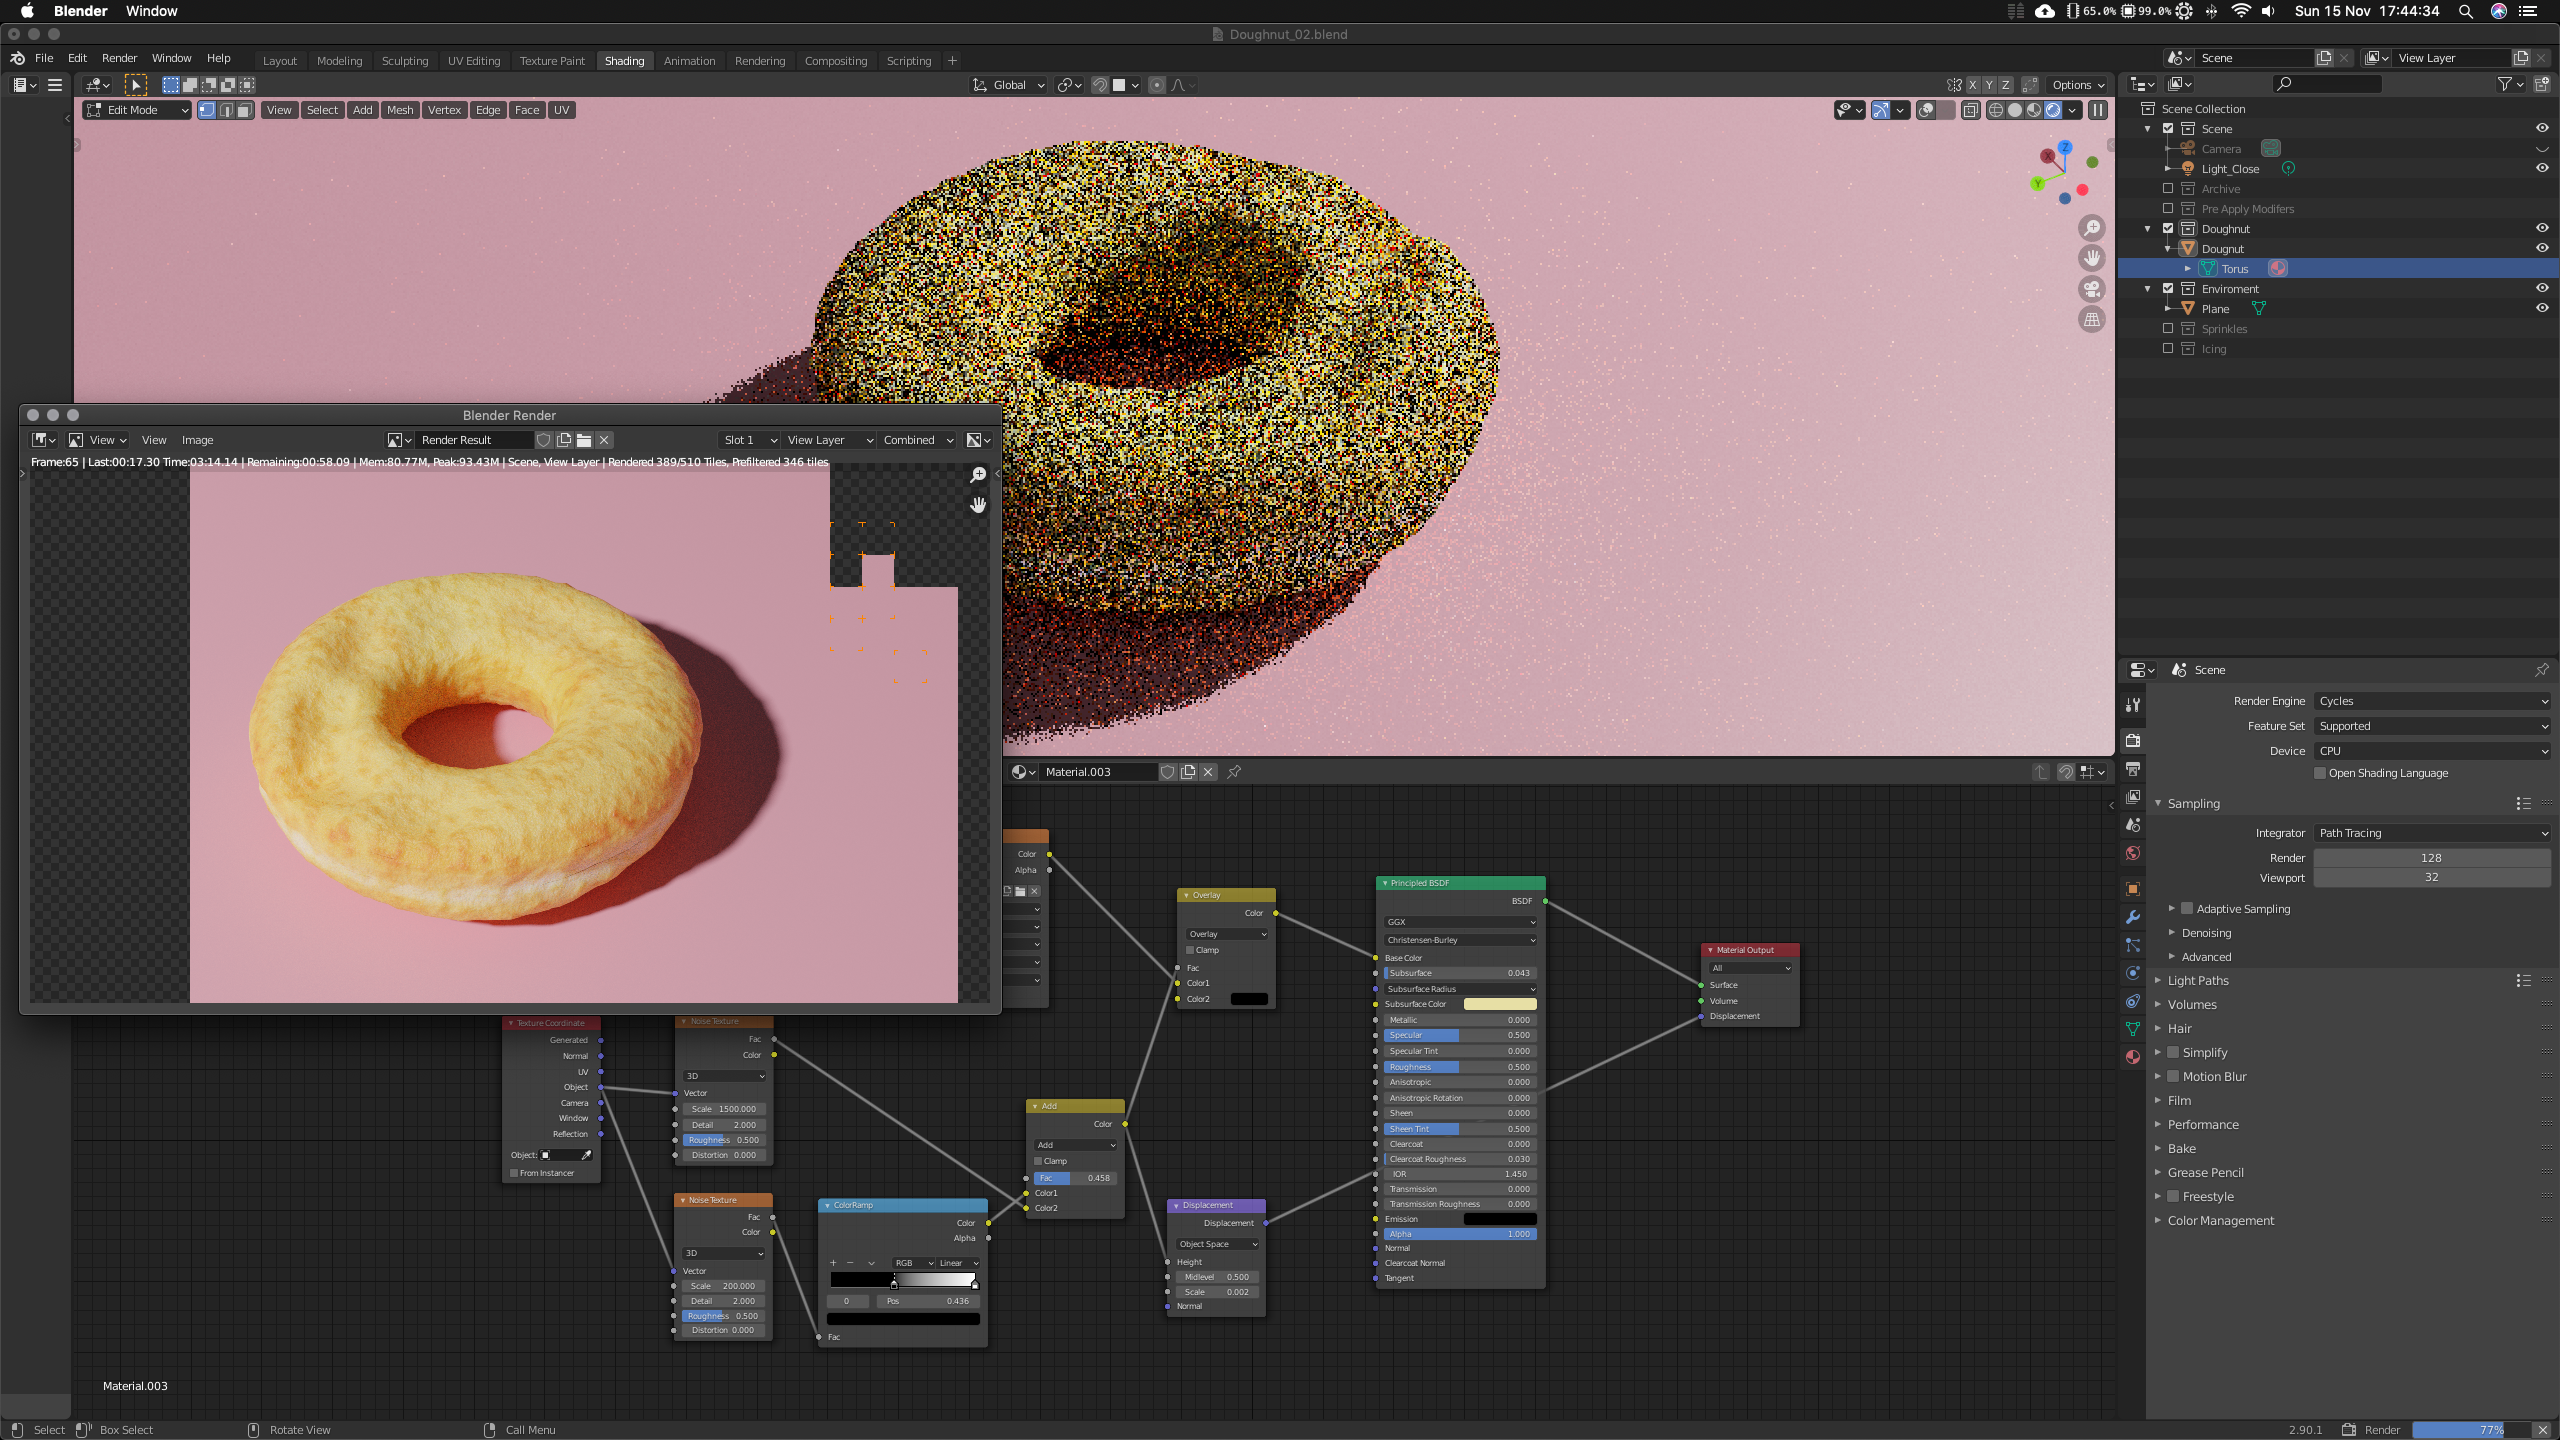 Blender Window
65.0% 99.0% Sun 15 Nov 17:44:34
Doughnut_02.blend
File Edit Render Window Help Layout Modeling Sculpting UV Editing Texture Paint Shading Animation Rendering Compositing Scripting + Scene View Layer
Global X Y Z Options
Edit Mode View Select Add Mesh Vertex Edge Face UV
Z X Y
Scene Collection
Scene
Camera
Light_Close
Archive
Pre Apply Modifers
Doughnut
Dougnut
Torus
Enviroment
Plane
Sprinkles
Icing
Blender Render
View View Image Render Result Slot 1 View Layer Combined
Frame:65 | Last:00:17.30 Time:03:14.14 | Remaining:00:58.09 | Mem:80.77M, Peak:93.43M | Scene, View Layer | Rendered 389/510 Tiles, Prefiltered 346 tiles
Scene
Render Engine Cycles
Feature Set Supported
Device CPU
Open Shading Language
Sampling
Integrator Path Tracing
Render 128
Viewport 32
Adaptive Sampling
Denoising
Advanced
Light Paths
Volumes
Hair
Simplify
Motion Blur
Film
Performance
Bake
Grease Pencil
Freestyle
Color Management
Material.003
Color
Alpha
Overlay
Color
Overlay
Clamp
Fac
Color1
Color2
Principled BSDF
BSDF
GGX
Christensen-Burley
Base Color
Subsurface 0.043
Subsurface Radius
Subsurface Color
Metallic 0.000
Specular 0.500
Specular Tint 0.000
Roughness 0.500
Anisotropic 0.000
Anisotropic Rotation 0.000
Sheen 0.000
Sheen Tint 0.500
Clearcoat 0.000
Clearcoat Roughness 0.030
IOR 1.450
Transmission 0.000
Transmission Roughness 0.000
Emission
Alpha 1.000
Normal
Clearcoat Normal
Tangent
Material Output
All
Surface
Volume
Displacement
Texture Coordinate
Generated
Normal
UV
Object
Camera
Window
Reflection
Object:
From Instancer
Noise Texture
Fac
Color
3D
Vector
Scale 1500.000
Detail 2.000
Roughness 0.500
Distortion 0.000
Noise Texture
Fac
Color
3D
Vector
Scale 200.000
Detail 2.000
Roughness 0.500
Distortion 0.000
ColorRamp
Color
Alpha
+ − RGB Linear
0 Pos 0.436
Fac
Add
Color
Add
Clamp
Fac 0.458
Color1
Color2
Displacement
Displacement
Object Space
Height
Midlevel 0.500
Scale 0.002
Normal
Material.003
Select Box Select Rotate View Call Menu 2.90.1 Render 77%